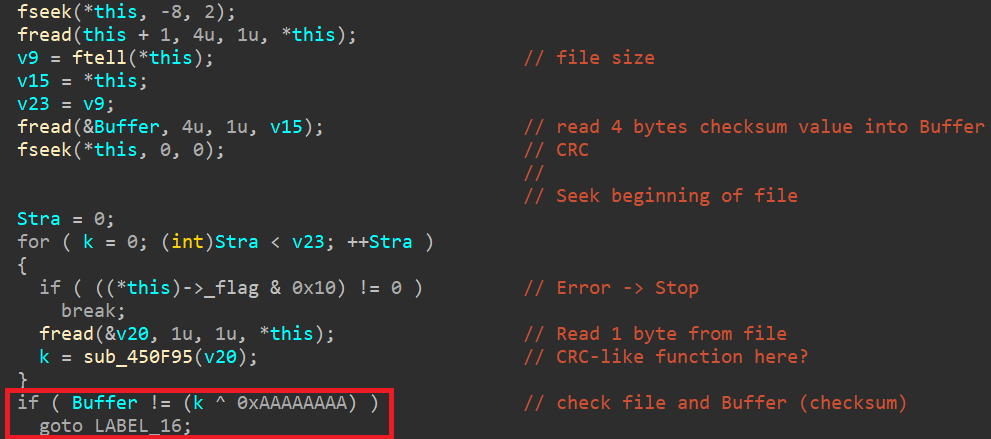 fseek(*this, -8, 2);
fread(this + 1, 4u, 1u, *this);
v9 = ftell(*this); // file size
v15 = *this;
v23 = v9;
fread(&Buffer, 4u, 1u, v15); // read 4 bytes checksum value into Buffer
fseek(*this, 0, 0); // CRC
//
// Seek beginning of file
Stra = 0;
for ( k = 0; (int)Stra < v23; ++Stra )
{
if ( ((*this)->_flag & 0x10) != 0 ) // Error -> Stop
break;
fread(&v20, 1u, 1u, *this); // Read 1 byte from file
k = sub_450F95(v20); // CRC-like function here?
}
if ( Buffer != (k ^ 0xAAAAAAAA) ) // check file and Buffer (checksum)
goto LABEL_16;